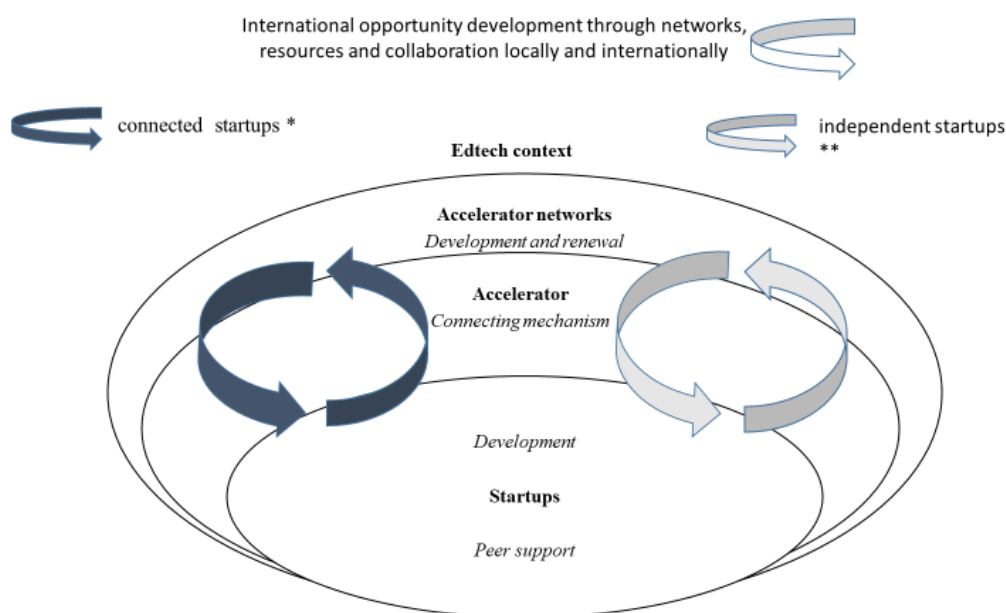 International opportunity development through networks,
resources and collaboration locally and internationally
connected startups *
independent startups
**
Edtech context
Accelerator networks
Development and renewal
Accelerator
Connecting mechanism
Development
Startups
Peer support